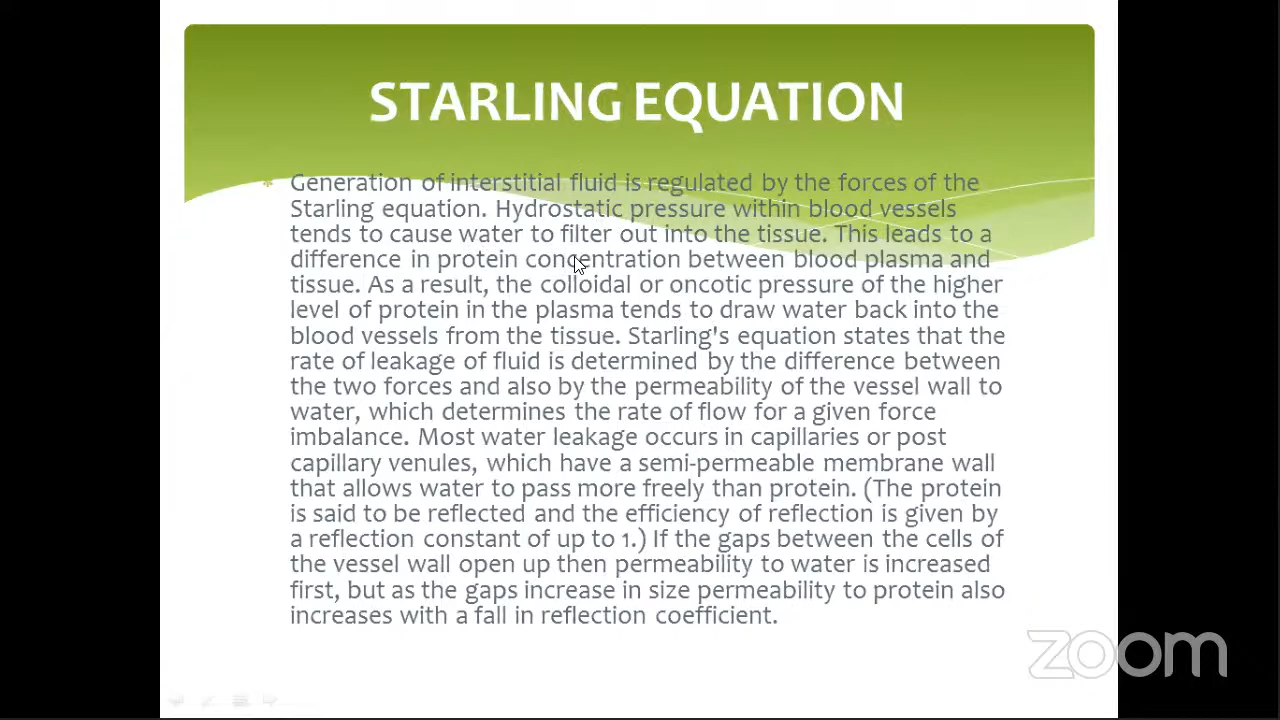 STARLING EQUATION
* Generation of interstitial fluid is regulated by the forces of the
Starling equation. Hydrostatic pressure within blood vessels
tends to cause water to filter out into the tissue. This leads to a
difference in protein concentration between blood plasma and
tissue. As a result, the colloidal or oncotic pressure of the higher
level of protein in the plasma tends to draw water back into the
blood vessels from the tissue. Starling's equation states that the
rate of leakage of fluid is determined by the difference between
the two forces and also by the permeability of the vessel wall to
water, which determines the rate of flow for a given force
imbalance. Most water leakage occurs in capillaries or post
capillary venules, which have a semi-permeable membrane wall
that allows water to pass more freely than protein. (The protein
is said to be reflected and the efficiency of reflection is given by
a reflection constant of up to 1.) If the gaps between the cells of
the vessel wall open up then permeability to water is increased
first, but as the gaps increase in size permeability to protein also
increases with a fall in reflection coefficient.
zoom